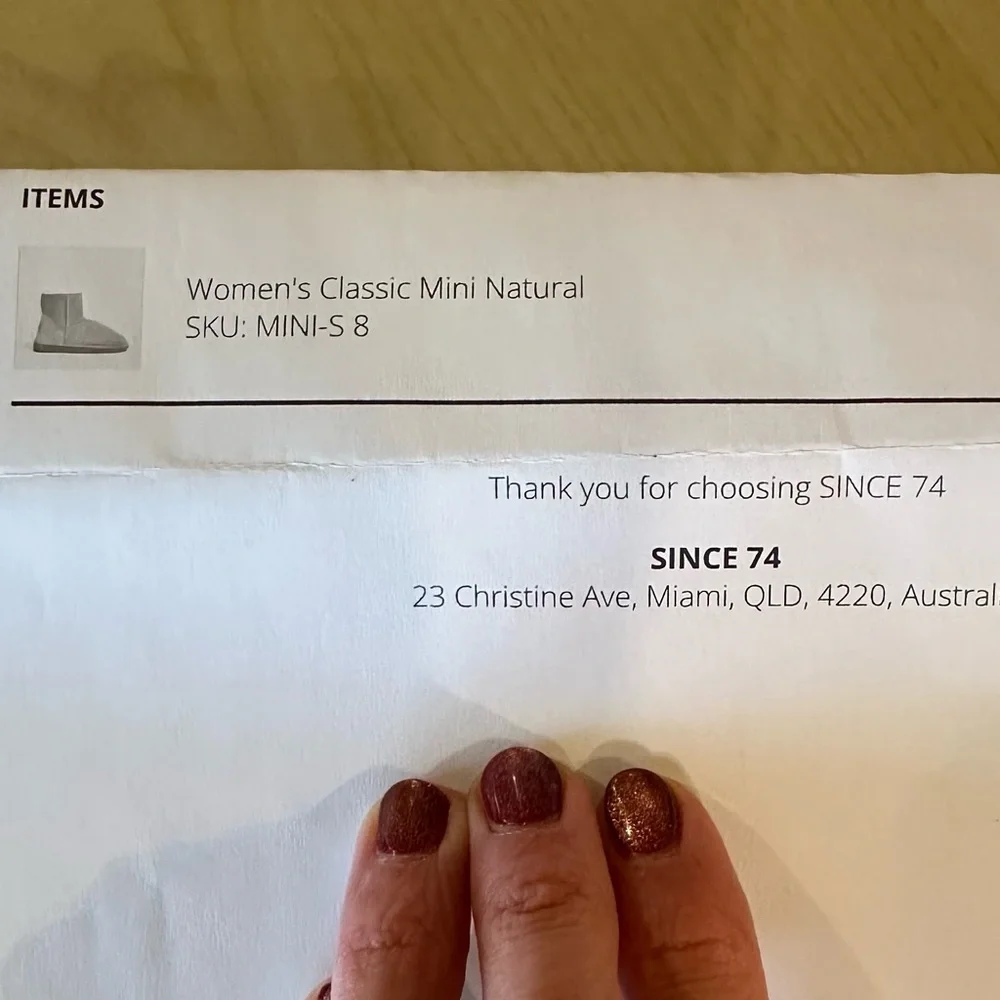 ITEMS
Women's Classic Mini Natural
SKU: MINI-S 8
Thank you for choosing SINCE 74
SINCE 74
23 Christine Ave, Miami, QLD, 4220,